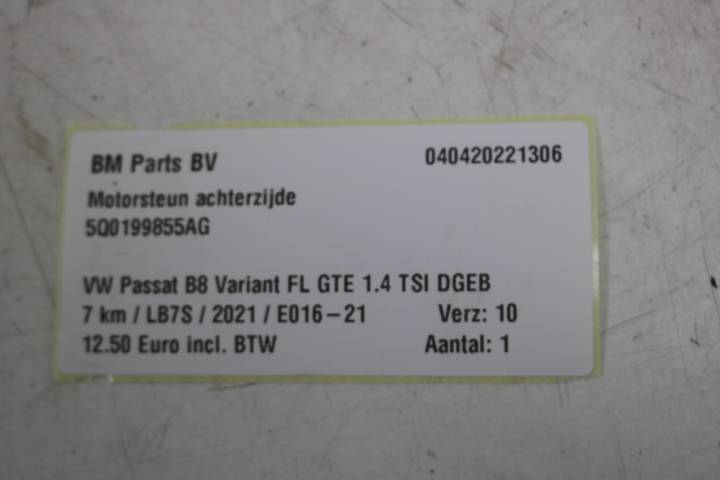 BM Parts BV 040420221306
Motorsteun achterzijde
5Q0199855AG
VW Passat B8 Variant FL GTE 1.4 TSI DGEB
7 km / LB7S / 2021 / E016-21 Verz: 10
12.50 Euro incl. BTW Aantal: 1